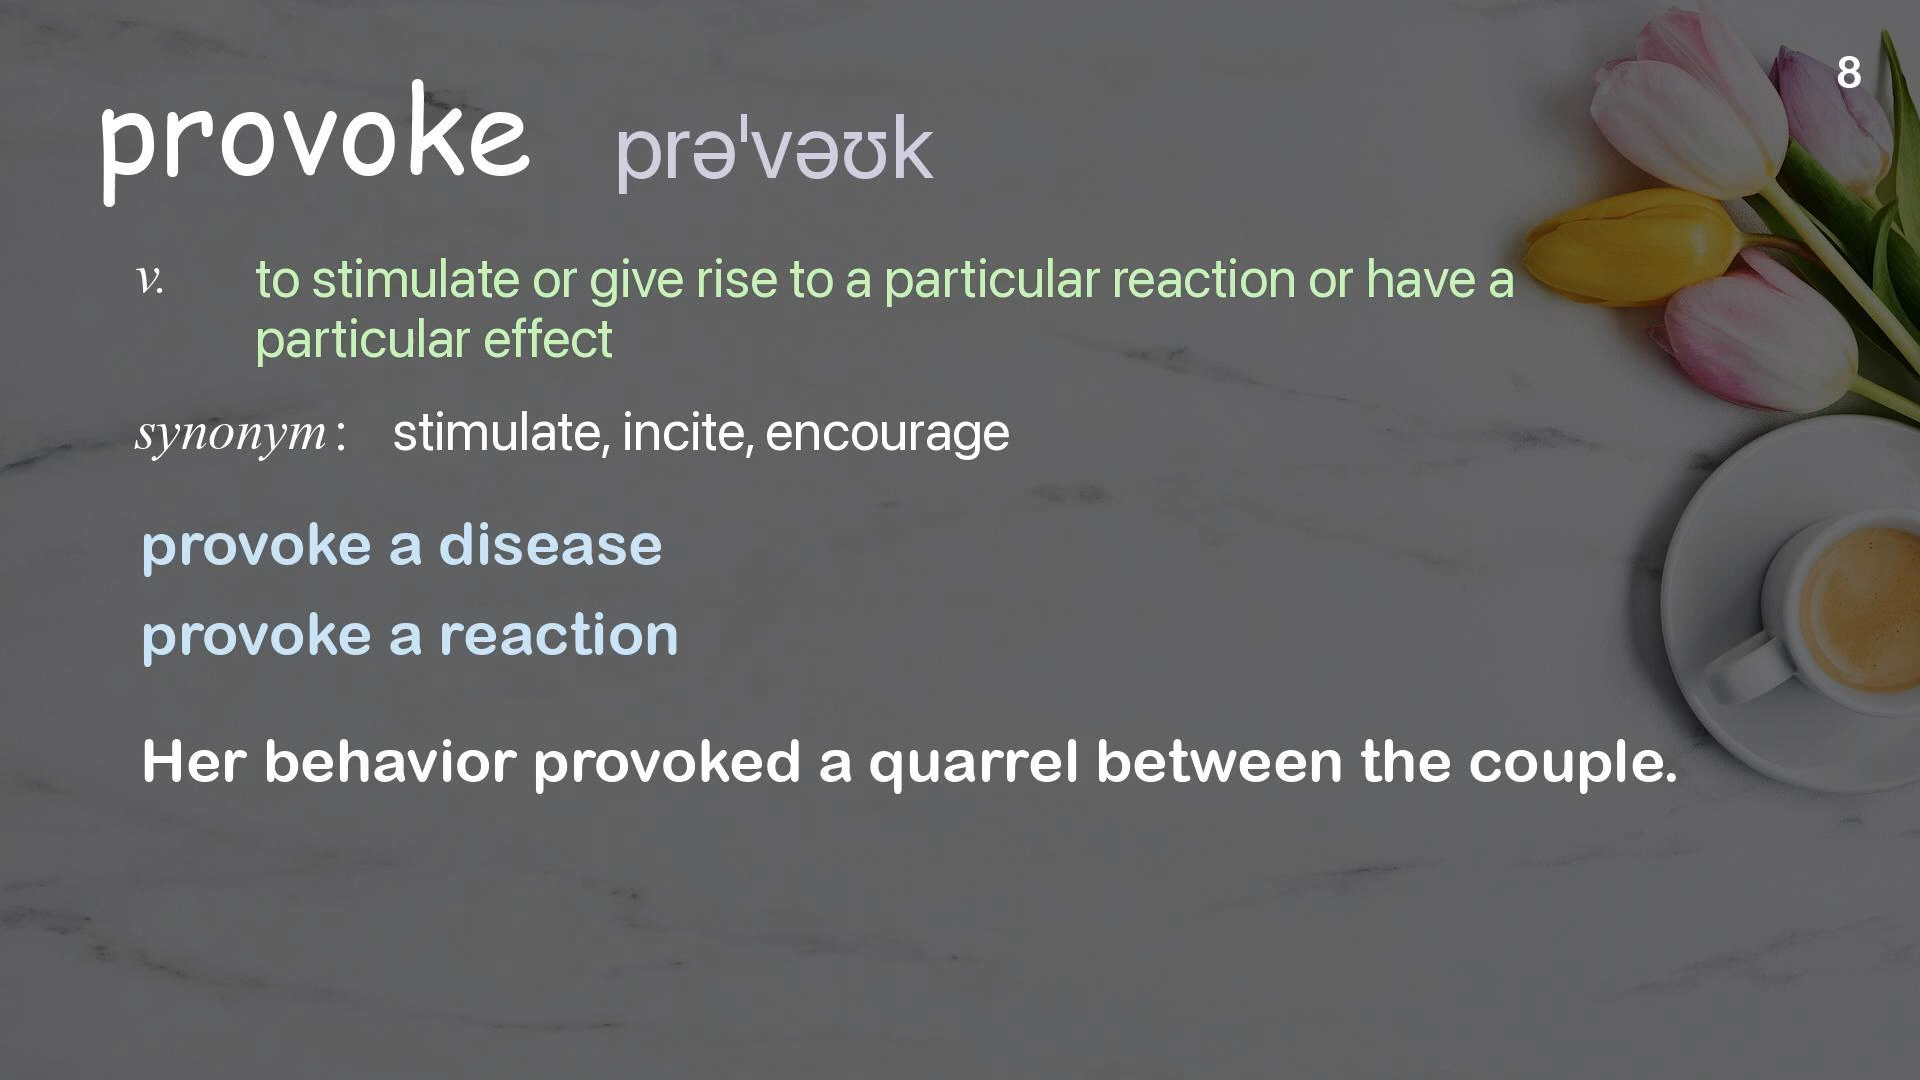 8
provoke prəˈvəʊk
v. to stimulate or give rise to a particular reaction or have a
particular effect
synonym : stimulate, incite, encourage
provoke a disease
provoke a reaction
Her behavior provoked a quarrel between the couple.